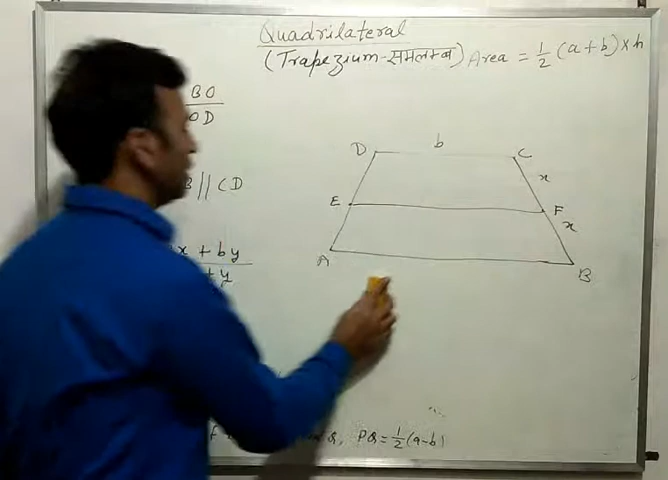 Quadrilateral
(Trapezium-समलम्ब) Area = 1/2 (a+b)×h
BO
OD
D b C
x
E F
x
A B
|| CD
x + by
+ y
PQ = 1/2 (a-b)